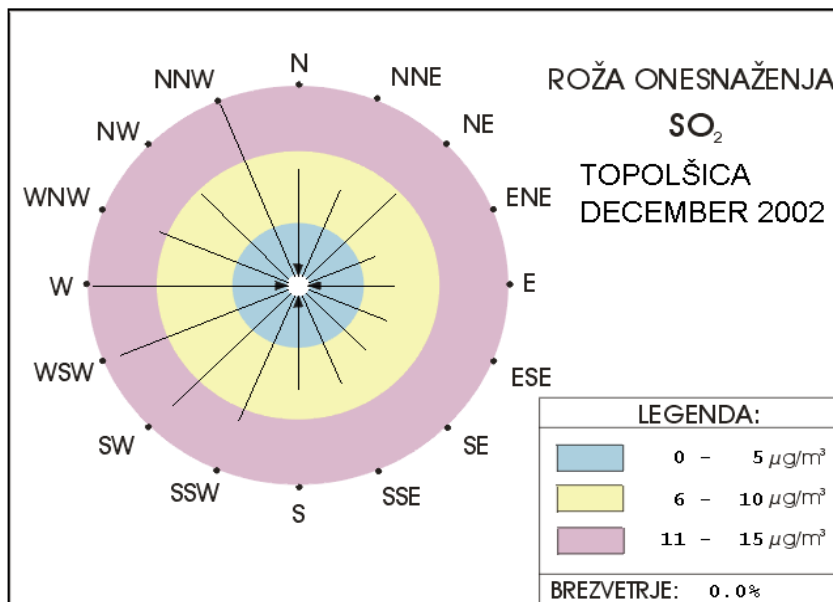 ROŽA ONESNAŽENJA
SO₂
TOPOLŠICA
DECEMBER 2002
N
NNE
NE
ENE
E
ESE
SE
SSE
S
SSW
SW
WSW
W
WNW
NW
NNW
LEGENDA:
0 - 5 µg/m³
6 - 10 µg/m³
11 - 15 µg/m³
BREZVETRJE: 0.0%